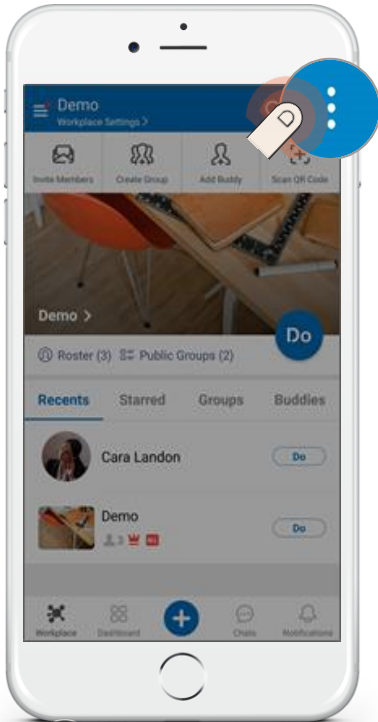 Demo
Workplace Settings >
Invite Members Create Group Add Buddy Scan QR Code
Demo >
Do
Roster (3) Public Groups (2)
Recents Starred Groups Buddies
Cara Landon
Do
Demo
3
Do
Workplace Dashboard Chats Notifications